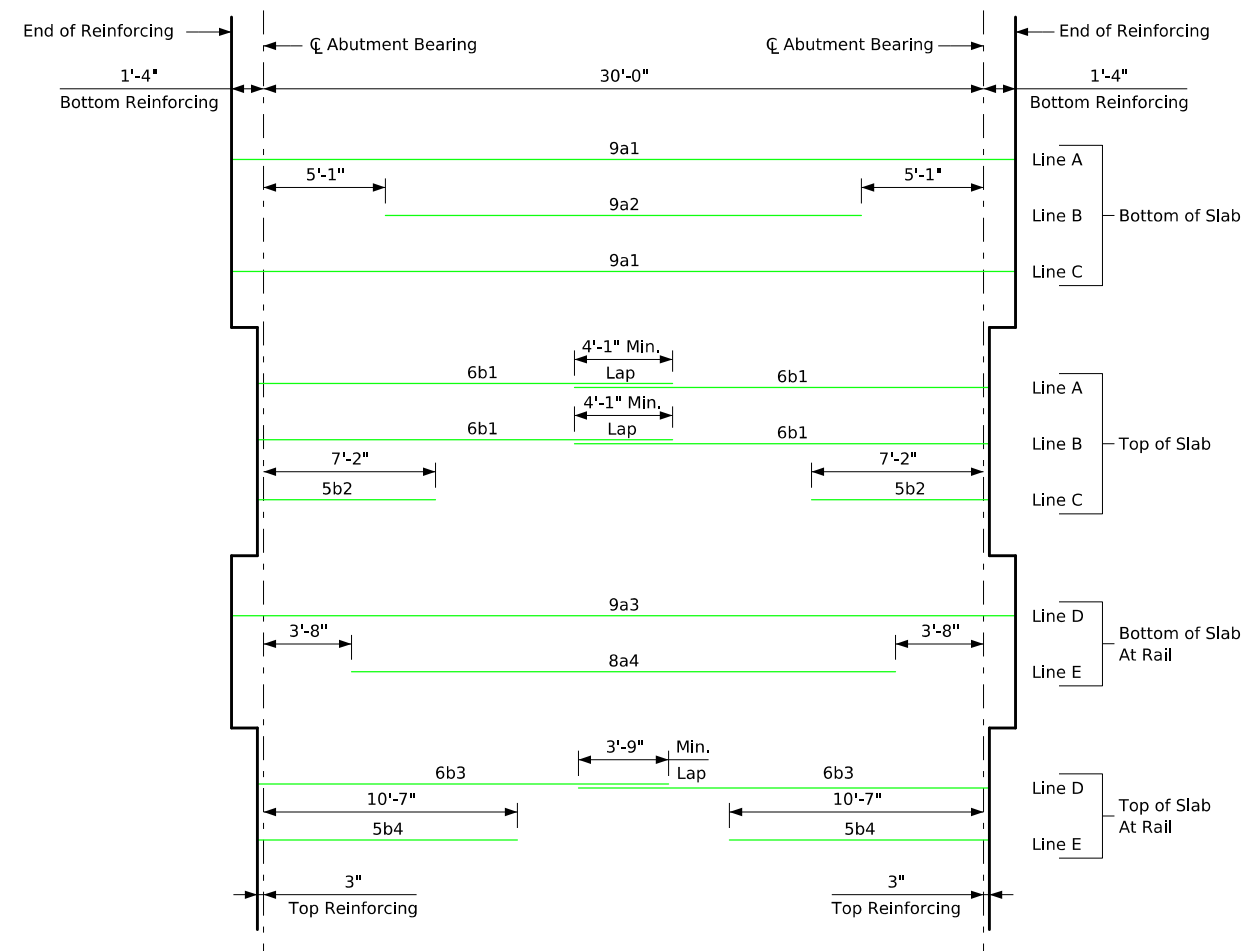 End of Reinforcing
℄ Abutment Bearing
℄ Abutment Bearing
End of Reinforcing
1'-4"
Bottom Reinforcing
30'-0"
1'-4"
Bottom Reinforcing
9a1
Line A
5'-1"
5'-1"
9a2
Line B
Bottom of Slab
9a1
Line C
4'-1" Min.
Lap
6b1
6b1
Line A
4'-1" Min.
Lap
6b1
6b1
Line B
Top of Slab
7'-2"
7'-2"
5b2
5b2
Line C
9a3
Line D
3'-8"
3'-8"
Bottom of Slab
At Rail
8a4
Line E
3'-9" Min.
Lap
6b3
6b3
Line D
10'-7"
10'-7"
Top of Slab
At Rail
5b4
5b4
Line E
3"
Top Reinforcing
3"
Top Reinforcing